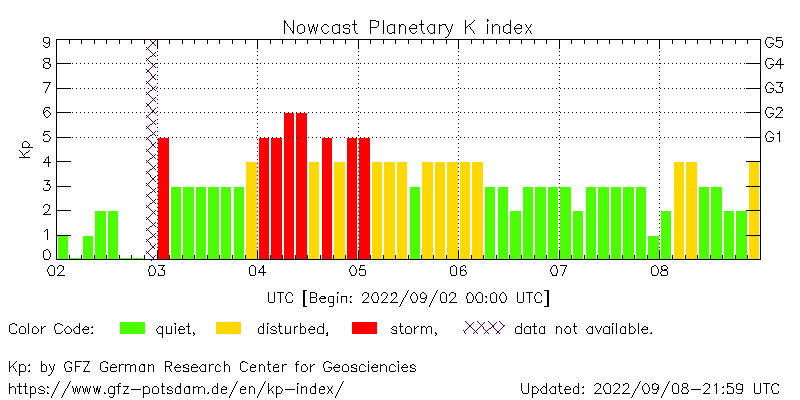 Nowcast Planetary K index
9 G5
8 G4
7 G3
6 G2
5 G1
4
3
2
1
0
Kp
02 03 04 05 06 07 08
UTC [Begin: 2022/09/02 00:00 UTC]
Color Code: quiet, disturbed, storm, data not available.
Kp: by GFZ German Research Center for Geosciencies
https://www.gfz-potsdam.de/en/kp-index/ Updated: 2022/09/08-21:59 UTC